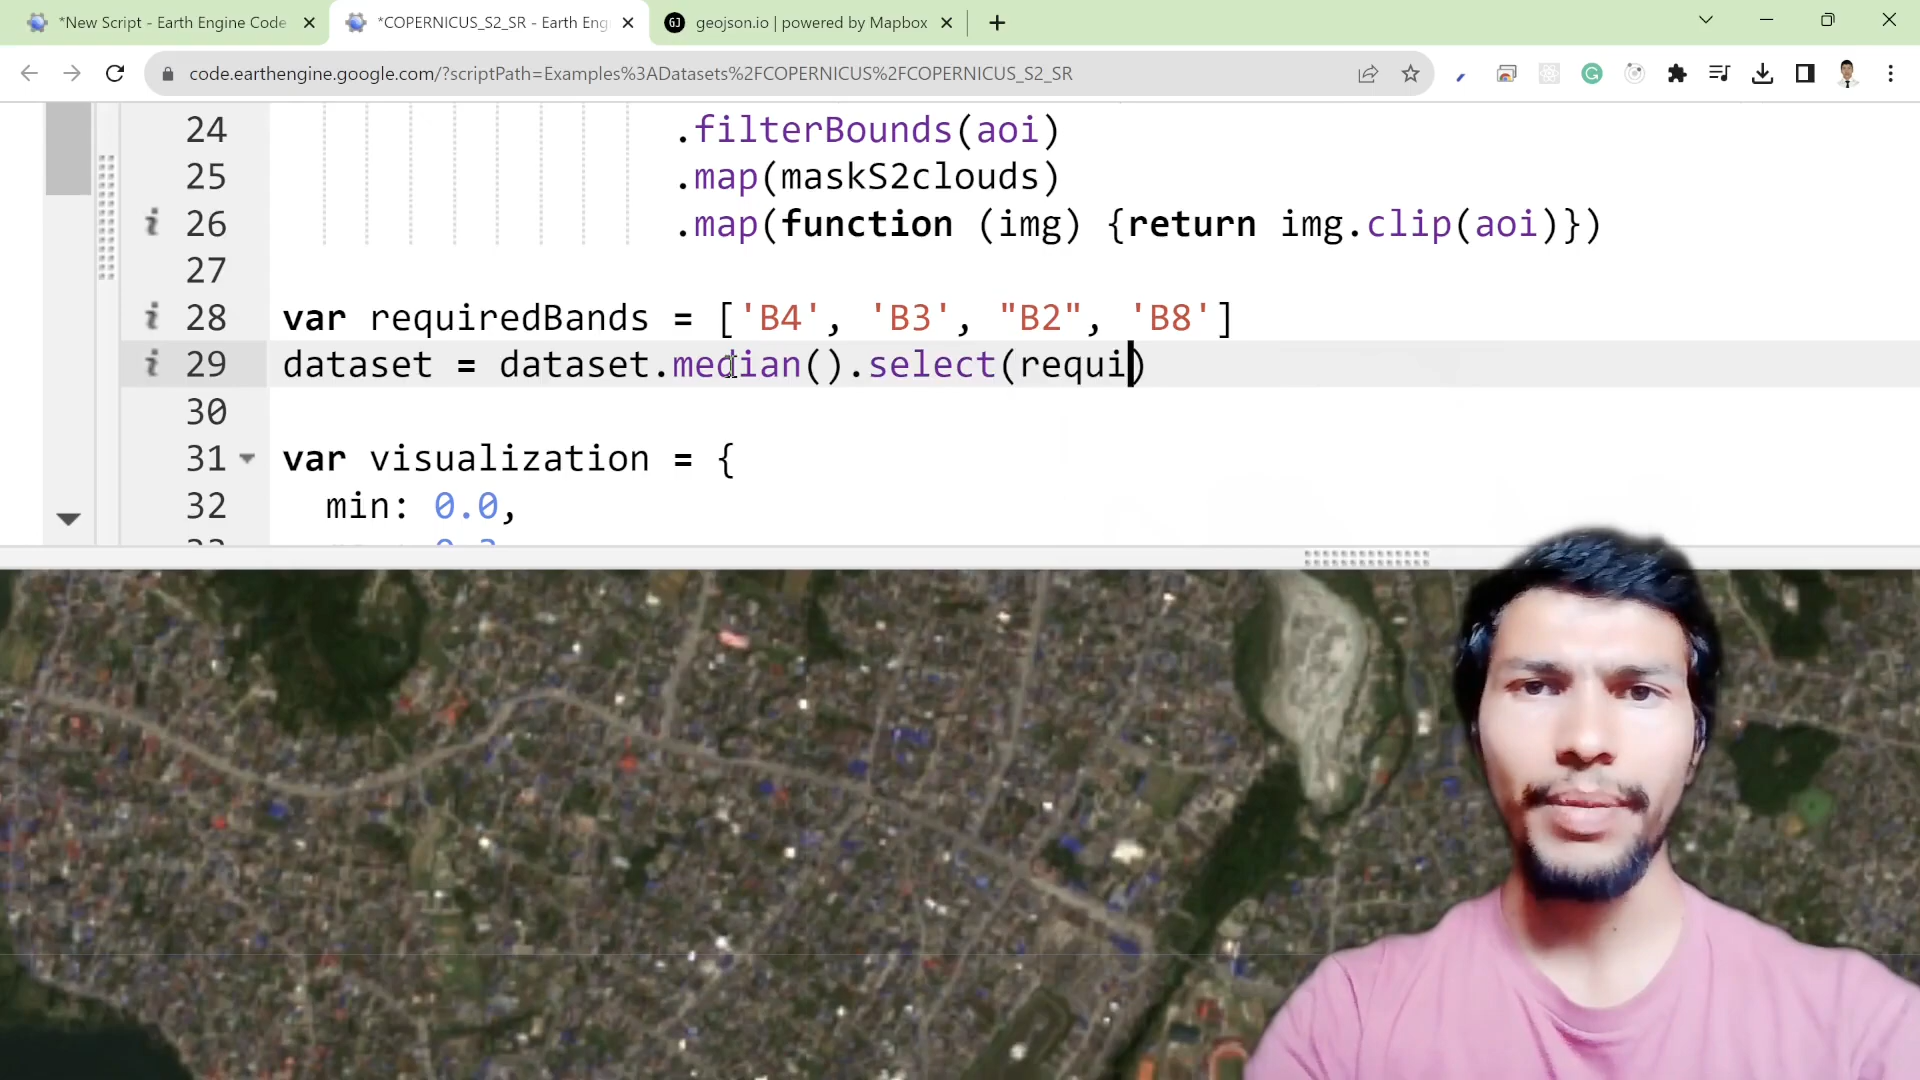 *New Script - Earth Engine Code
*COPERNICUS_S2_SR - Earth Eng
GJ geojson.io | powered by Mapbox
code.earthengine.google.com/?scriptPath=Examples%3ADatasets%2FCOPERNICUS%2FCOPERNICUS_S2_SR
24 .filterBounds(aoi)
25 .map(maskS2clouds)
i 26 .map(function (img) {return img.clip(aoi)})
27
i 28 var requiredBands = ['B4', 'B3', "B2", 'B8']
i 29 dataset = dataset.median().select(requi)
30
31 var visualization = {
32 min: 0.0,